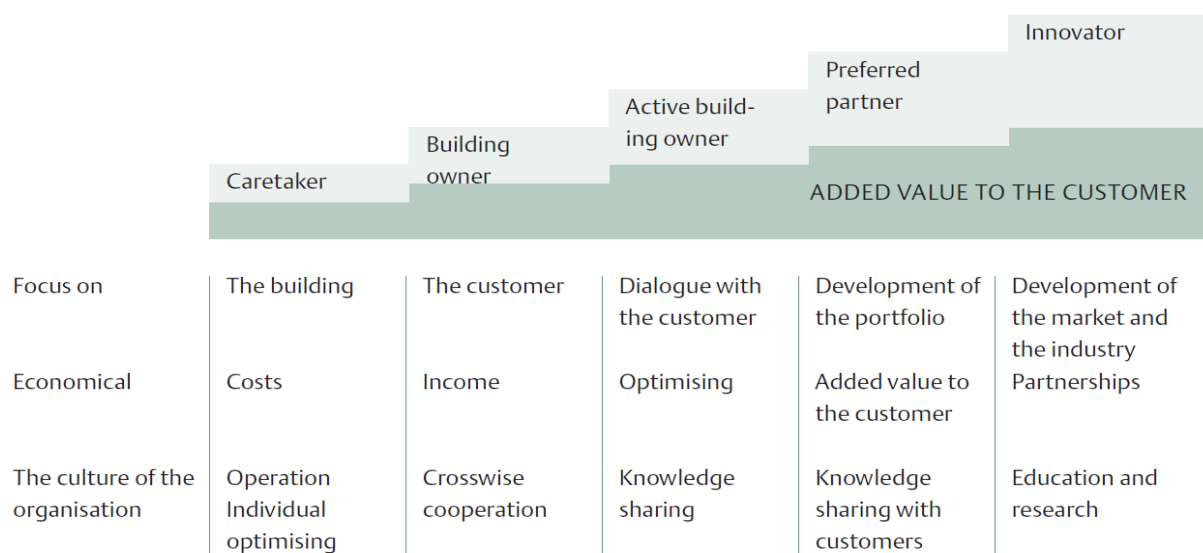 Innovator
Preferred
partner
Active build-
ing owner
Building
owner
Caretaker
ADDED VALUE TO THE CUSTOMER
Focus on
The building
The customer
Dialogue with
the customer
Development of
the portfolio
Development of
the market and
the industry
Economical
Costs
Income
Optimising
Added value to
the customer
Partnerships
The culture of the
organisation
Operation
Individual
optimising
Crosswise
cooperation
Knowledge
sharing
Knowledge
sharing with
customers
Education and
research